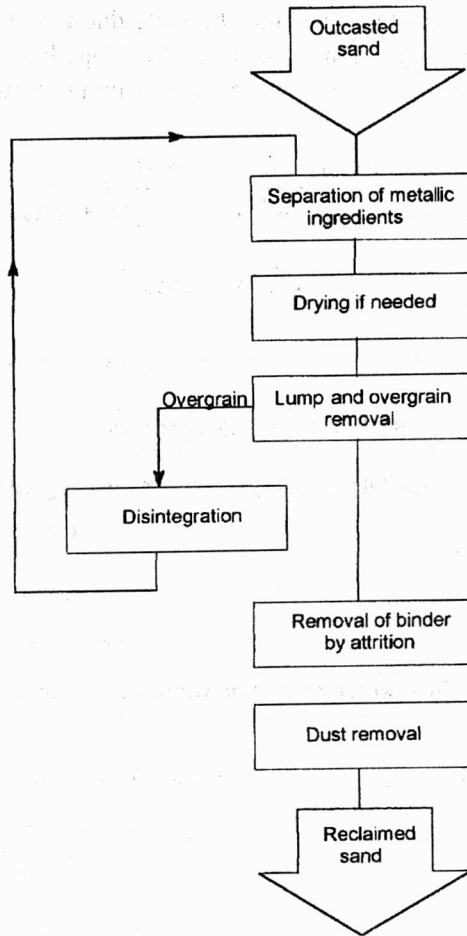 Outcasted
sand
Separation of metallic
ingredients
Drying if needed
Overgrain
Lump and overgrain
removal
Disintegration
Removal of binder
by attrition
Dust removal
Reclaimed
sand